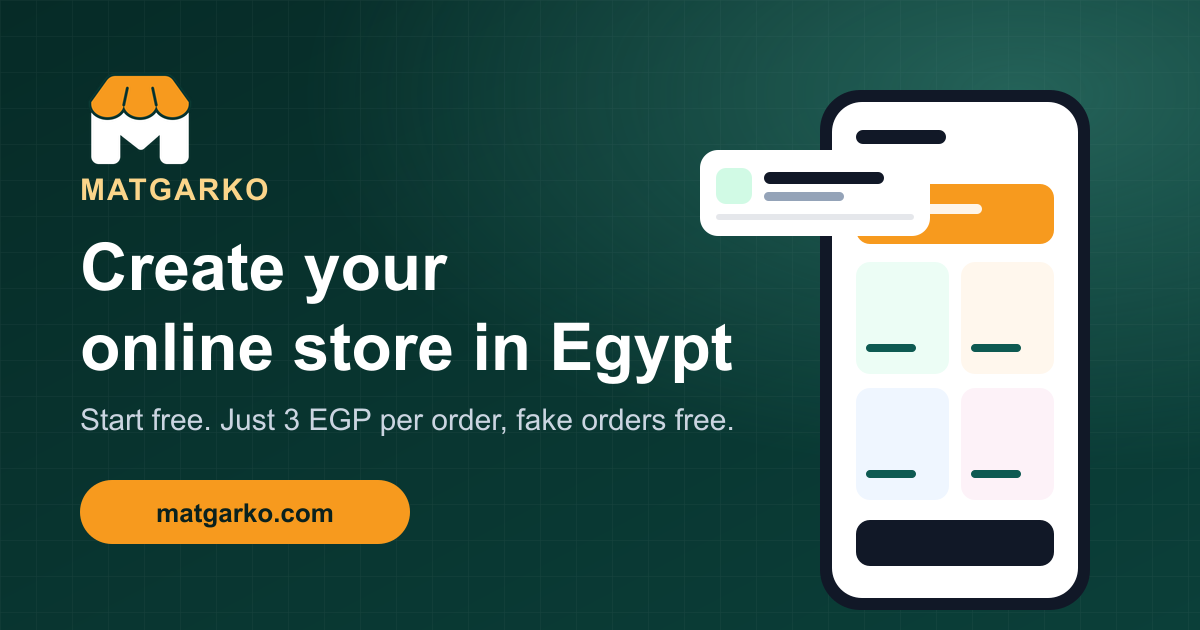 MATGARKO
Create your
online store in Egypt
Start free. Just 3 EGP per order, fake orders free.
matgarko.com